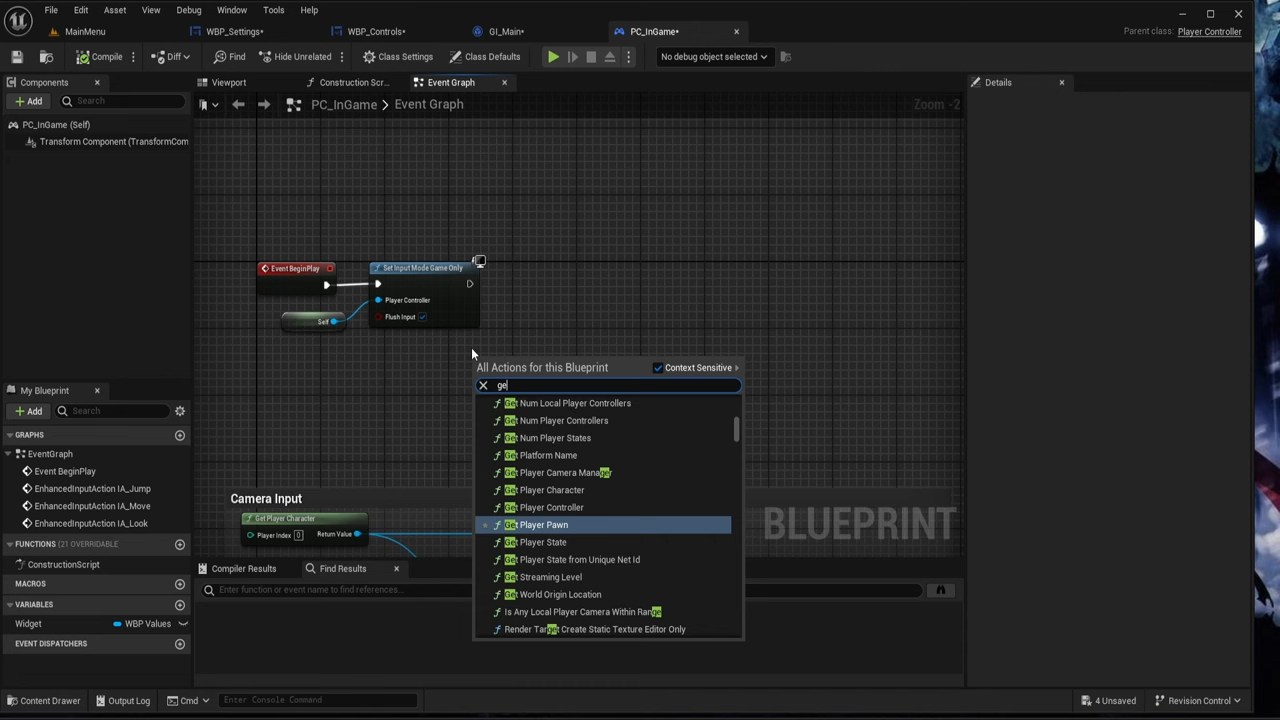 File Edit Asset View Debug Window Tools Help
MainMenu WBP_Settings* WBP_Controls* GI_Main* PC_InGame* Parent class: Player Controller
Compile Diff Find Hide Unrelated Class Settings Class Defaults No debug object selected
Components Viewport Construction Scr... Event Graph Details
Add Search PC_InGame > Event Graph Zoom -2
PC_InGame (Self)
Transform Component (TransformCom
Event BeginPlay Set Input Mode Game Only
Player Controller
Self Flush Input
All Actions for this Blueprint Context Sensitive
ge
Get Num Local Player Controllers
Get Num Player Controllers
Get Num Player States
Get Platform Name
Get Player Camera Manager
Get Player Character
Get Player Controller
Get Player Pawn
Get Player State
Get Player State from Unique Net Id
Get Streaming Level
Get World Origin Location
Is Any Local Player Camera Within Range
Render Target Create Static Texture Editor Only
My Blueprint
Add Search
GRAPHS
EventGraph
Event BeginPlay
EnhancedInputAction IA_Jump
EnhancedInputAction IA_Move
EnhancedInputAction IA_Look
FUNCTIONS (21 OVERRIDABLE)
ConstructionScript
MACROS
VARIABLES
Widget WBP Values
EVENT DISPATCHERS
Camera Input
Get Player Character
Player Index 0 Return Value
BLUEPRINT
Compiler Results Find Results
Enter function or event name to find references...
Content Drawer Output Log Cmd Enter Console Command 4 Unsaved Revision Control